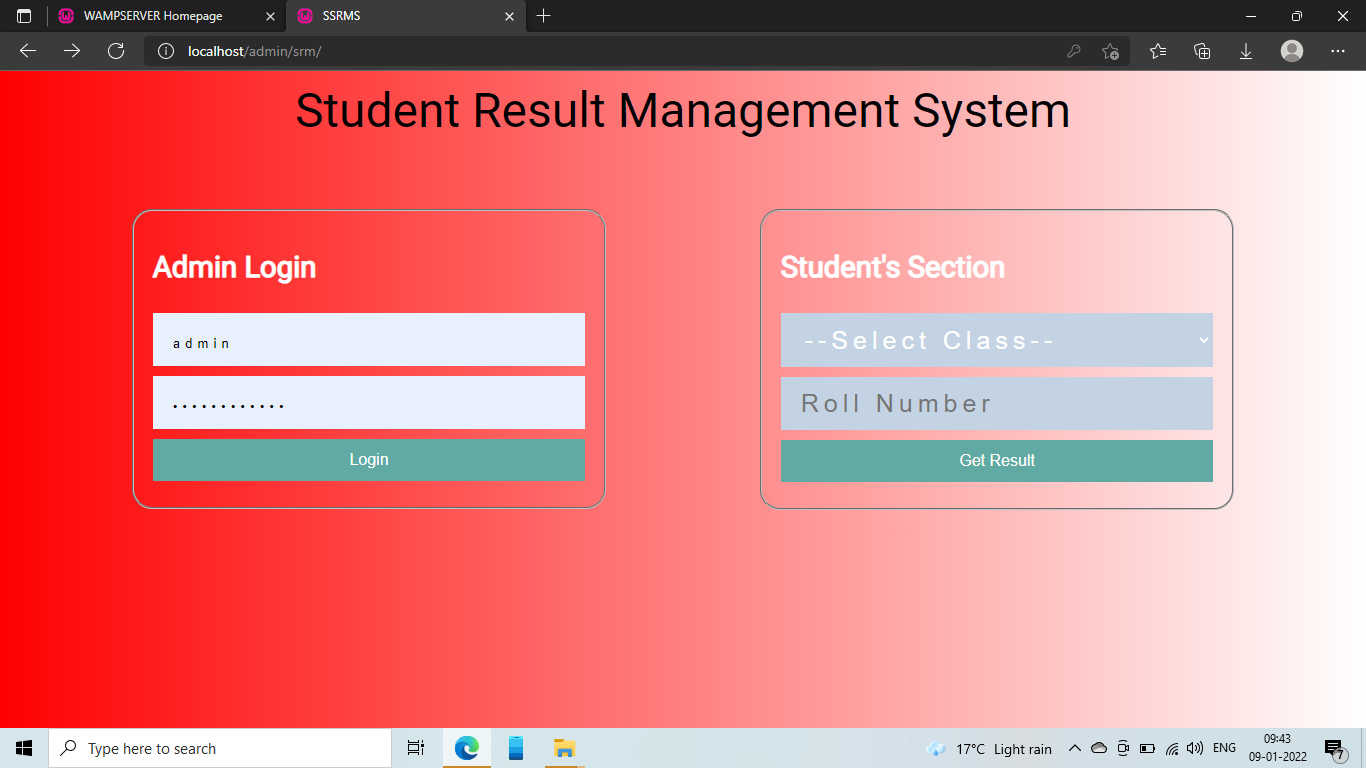 WAMPSERVER Homepage
SSRMS
localhost/admin/srm/
Student Result Management System
Admin Login
admin
............
Login
Student's Section
--Select Class--
Roll Number
Get Result
Type here to search
17°C Light rain
ENG
09:43
09-01-2022
7